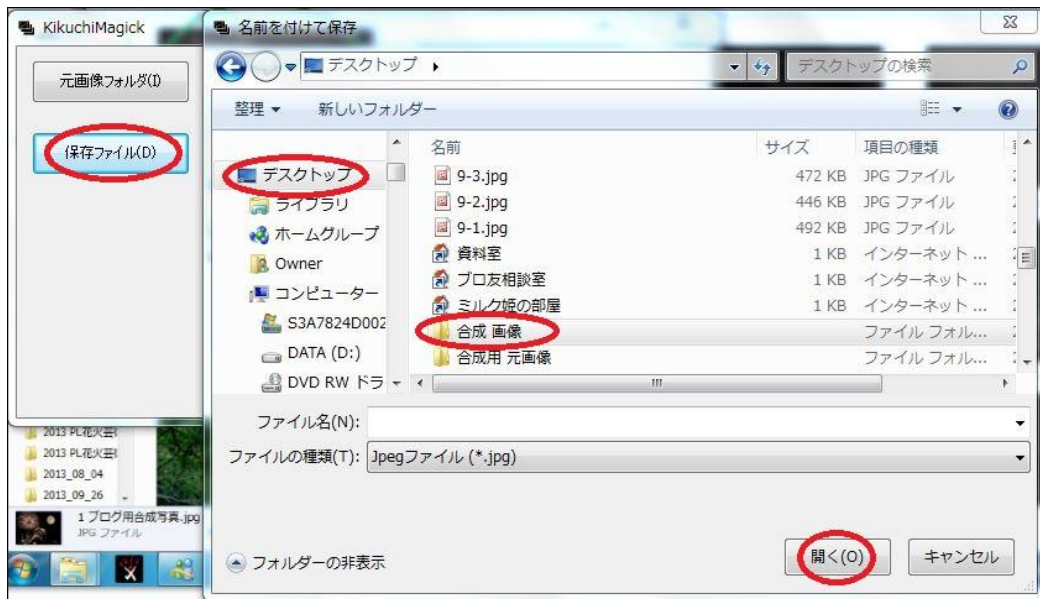 KikuchiMagick
元画像フォルダ(I)
保存ファイル(D)
名前を付けて保存
デスクトップ
デスクトップの検索
整理
新しいフォルダー
デスクトップ
ライブラリ
ホームグループ
Owner
コンピューター
S3A7824D002
DATA (D:)
DVD RW ドラ
名前 サイズ 項目の種類
9-3.jpg 472 KB JPG ファイル
9-2.jpg 446 KB JPG ファイル
9-1.jpg 492 KB JPG ファイル
資料室 1 KB インターネット ...
ブロ友相談室 1 KB インターネット ...
ミルク姫の部屋 1 KB インターネット ...
合成 画像 ファイル フォル...
合成用 元画像 ファイル フォル...
ファイル名(N):
ファイルの種類(T): Jpegファイル (*.jpg)
フォルダーの非表示
開く(O)
キャンセル
2013 PL花火芸
2013 PL花火芸
2013_08_04
2013_09_26
1 ブログ用合成写真.jpg
JPG ファイル